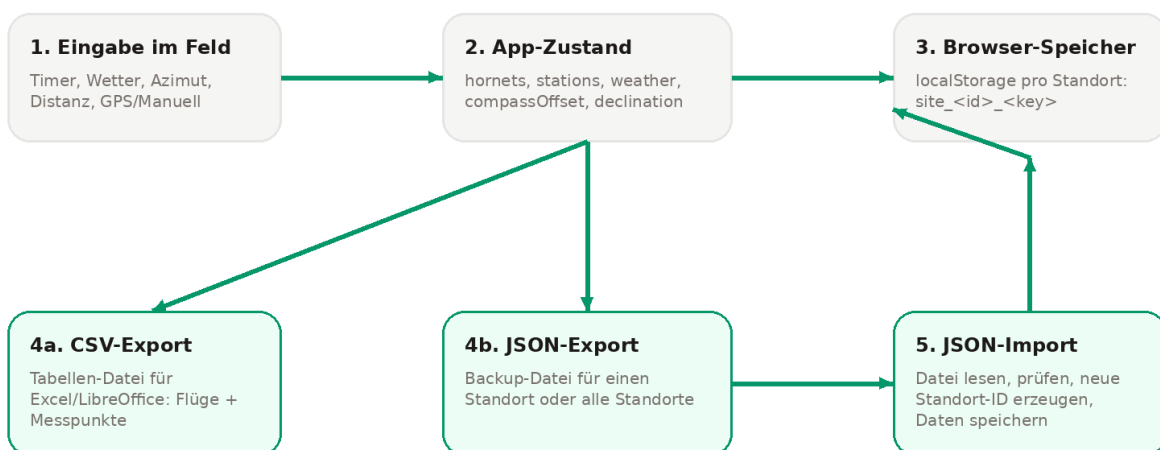 1. Eingabe im Feld
Timer, Wetter, Azimut,
Distanz, GPS/Manuell
2. App-Zustand
hornets, stations, weather,
compassOffset, declination
3. Browser-Speicher
localStorage pro Standort:
site_<id>_<key>
4a. CSV-Export
Tabellen-Datei für
Excel/LibreOffice: Flüge +
Messpunkte
4b. JSON-Export
Backup-Datei für einen
Standort oder alle Standorte
5. JSON-Import
Datei lesen, prüfen, neue
Standort-ID erzeugen,
Daten speichern